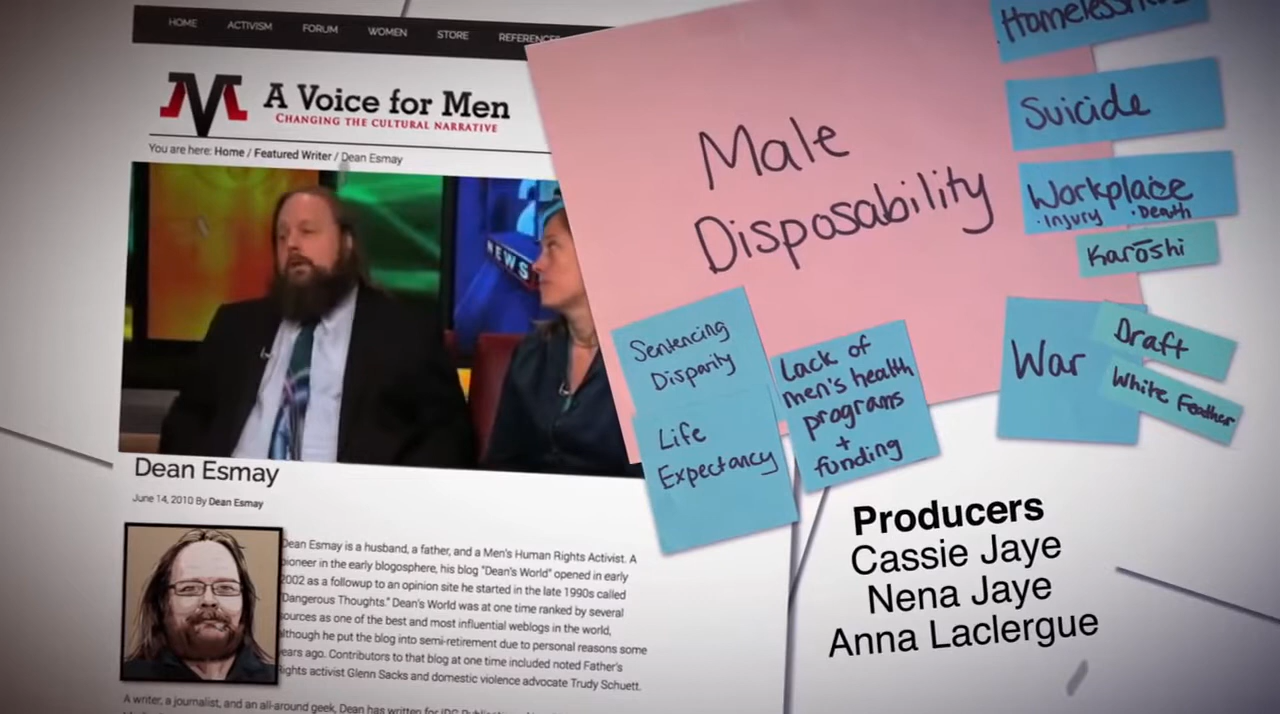 HOME ACTIVISM FORUM WOMEN STORE REFERENCES
A Voice for Men
CHANGING THE CULTURAL NARRATIVE
You are here: Home / Featured Writer / Dean Esmay
NEWS
Dean Esmay
June 14, 2010 By Dean Esmay
Dean Esmay is a husband, a father, and a Men's Human Rights Activist. A
pioneer in the early blogosphere, his blog "Dean's World" opened in early
2002 as a followup to an opinion site he started in the late 1990s called
"Dangerous Thoughts." Dean's World was at one time ranked by several
sources as one of the best and most influential weblogs in the world,
although he put the blog into semi-retirement due to personal reasons some
years ago. Contributors to that blog at one time included noted Father's
Rights activist Glenn Sacks and domestic violence advocate Trudy Schuett.
A writer, a journalist, and an all-around geek, Dean has written for IDG
Male
Disposability
Homelessness
Suicide
Workplace
·Injury ·Death
Karōshi
War
Draft
White Feather
Sentencing
Disparity
Life
Expectancy
Lack of
men's health
programs
+
funding
Producers
Cassie Jaye
Nena Jaye
Anna Laclergue